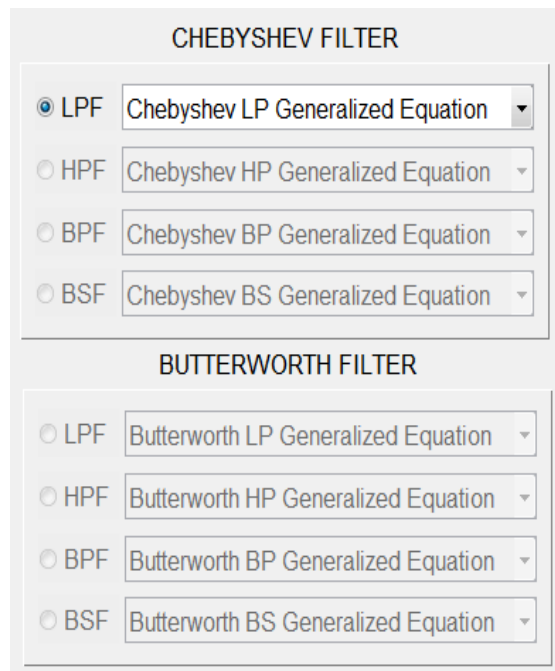 CHEBYSHEV FILTER
LPF Chebyshev LP Generalized Equation
HPF Chebyshev HP Generalized Equation
BPF Chebyshev BP Generalized Equation
BSF Chebyshev BS Generalized Equation
BUTTERWORTH FILTER
LPF Butterworth LP Generalized Equation
HPF Butterworth HP Generalized Equation
BPF Butterworth BP Generalized Equation
BSF Butterworth BS Generalized Equation